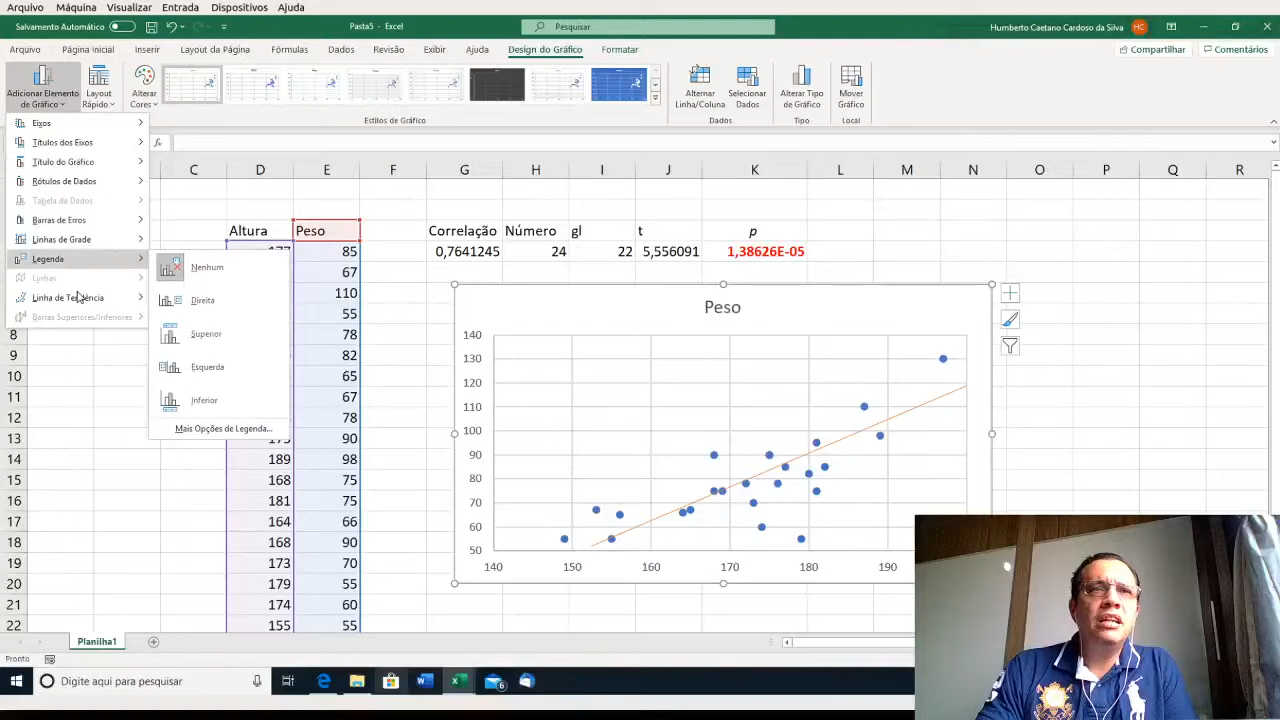 Arquivo Máquina Visualizar Entrada Dispositivos Ajuda
Salvamento Automático Pasta5 - Excel Pesquisar Humberto Caetano Cardoso da Silva HC
Arquivo Página inicial Inserir Layout da Página Fórmulas Dados Revisão Exibir Ajuda Design do Gráfico Formatar Compartilhar Comentários
Adicionar Elemento de Gráfico
Layout Rápido
Alterar Cores
Alternar Linha/Coluna
Selecionar Dados
Alterar Tipo de Gráfico
Mover Gráfico
Estilos de Gráfico Dados Tipo Local
Eixos
Títulos dos Eixos
Título do Gráfico
Rótulos de Dados
Tabela de Dados
Barras de Erros
Linhas de Grade
Legenda
Linhas
Linha de Tendência
Barras Superiores/Inferiores
Nenhum
Direita
Superior
Esquerda
Inferior
Mais Opções de Legenda...
fx
C D E F G H I J K L M N O P Q R
Altura Peso Correlação Número gl t p
177 85 0,7641245 24 22 5,556091 1,38626E-05
67
110
55
8 78
9 82
10 65
11 67
12 78
13 173 90
14 189 98
15 168 75
16 181 75
17 164 66
18 168 90
19 173 70
20 179 55
21 174 60
22 155 55
Peso
140
130
120
110
100
90
80
70
60
50
140 150 160 170 180 190
Planilha1
Pronto
Digite aqui para pesquisar
6